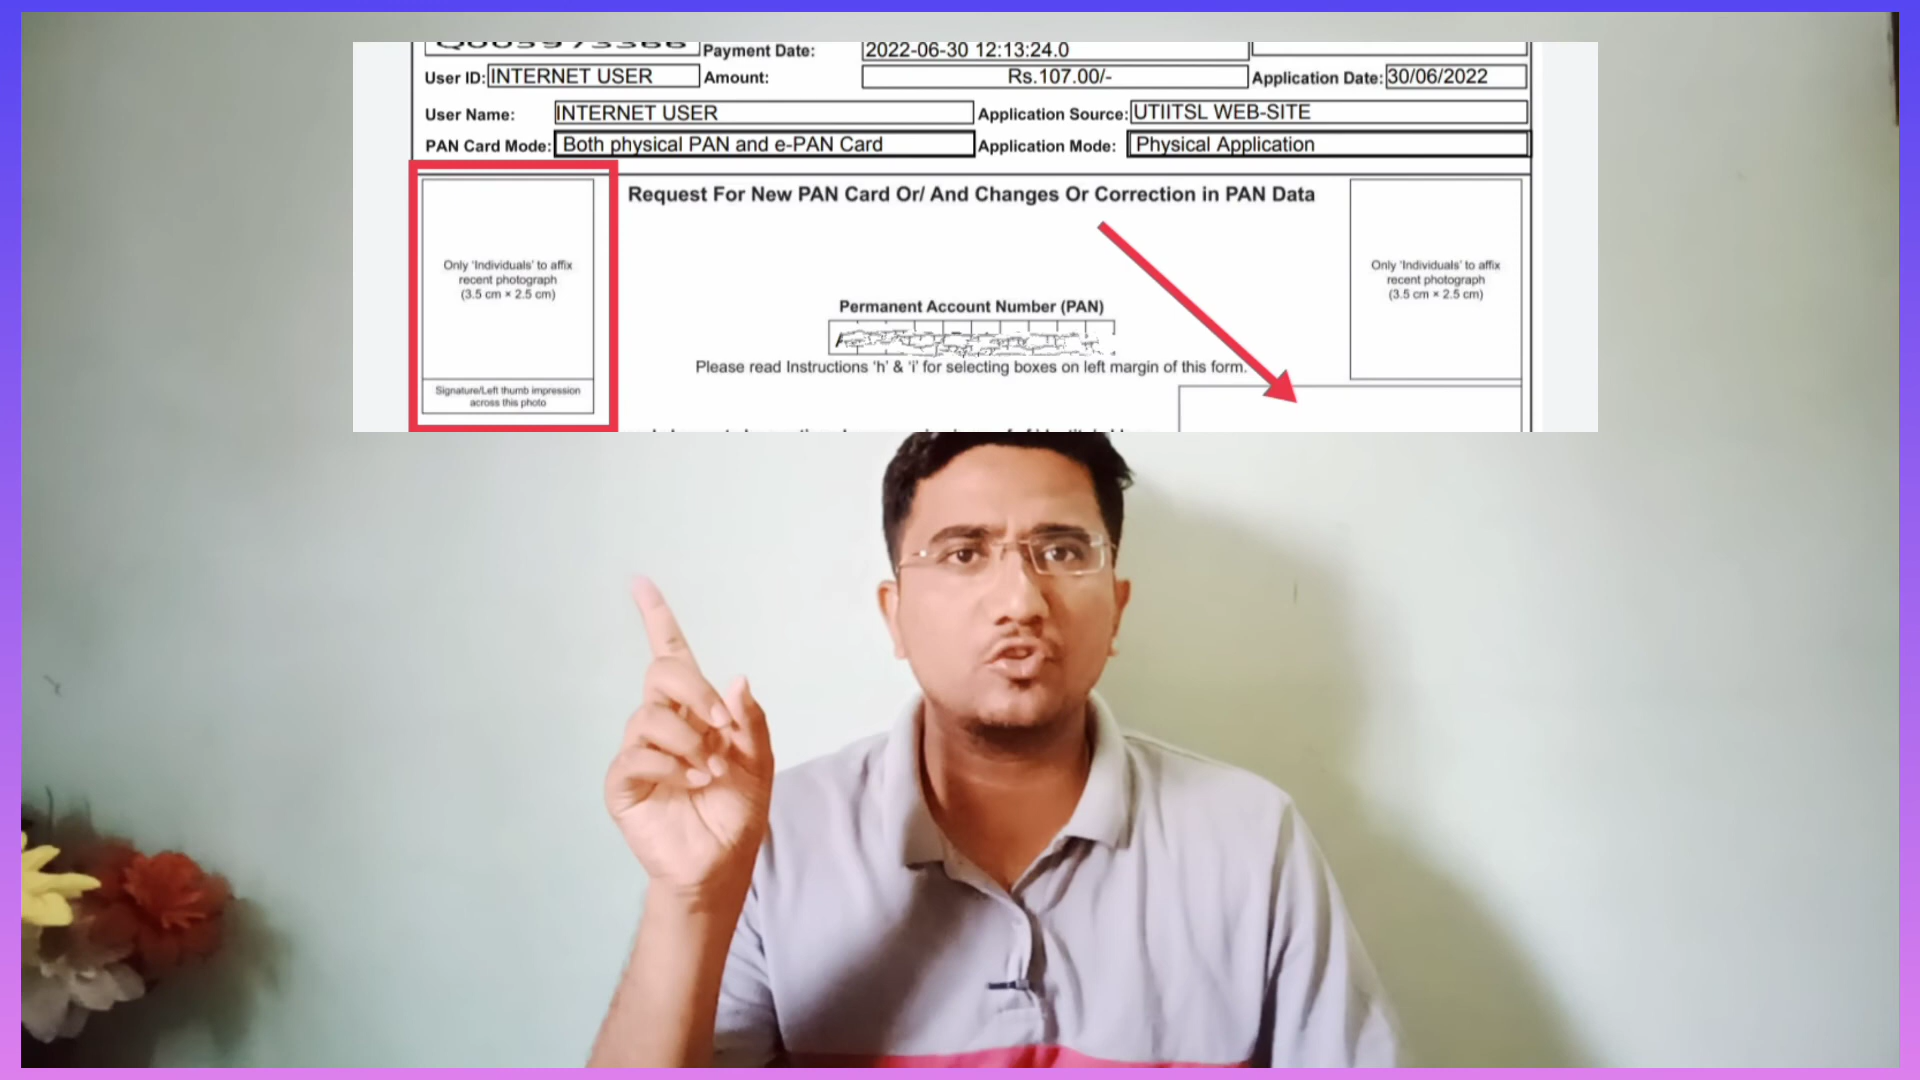 Payment Date: 2022-06-30 12:13:24.0
User ID: INTERNET USER Amount: Rs.107.00/- Application Date: 30/06/2022
User Name: INTERNET USER Application Source: UTIITSL WEB-SITE
PAN Card Mode: Both physical PAN and e-PAN Card Application Mode: Physical Application
Request For New PAN Card Or/ And Changes Or Correction in PAN Data
Only 'Individuals' to affix
recent photograph
(3.5 cm × 2.5 cm)
Only 'Individuals' to affix
recent photograph
(3.5 cm × 2.5 cm)
Permanent Account Number (PAN)
Please read Instructions 'h' & 'i' for selecting boxes on left margin of this form.
Signature/Left thumb impression
across this photo